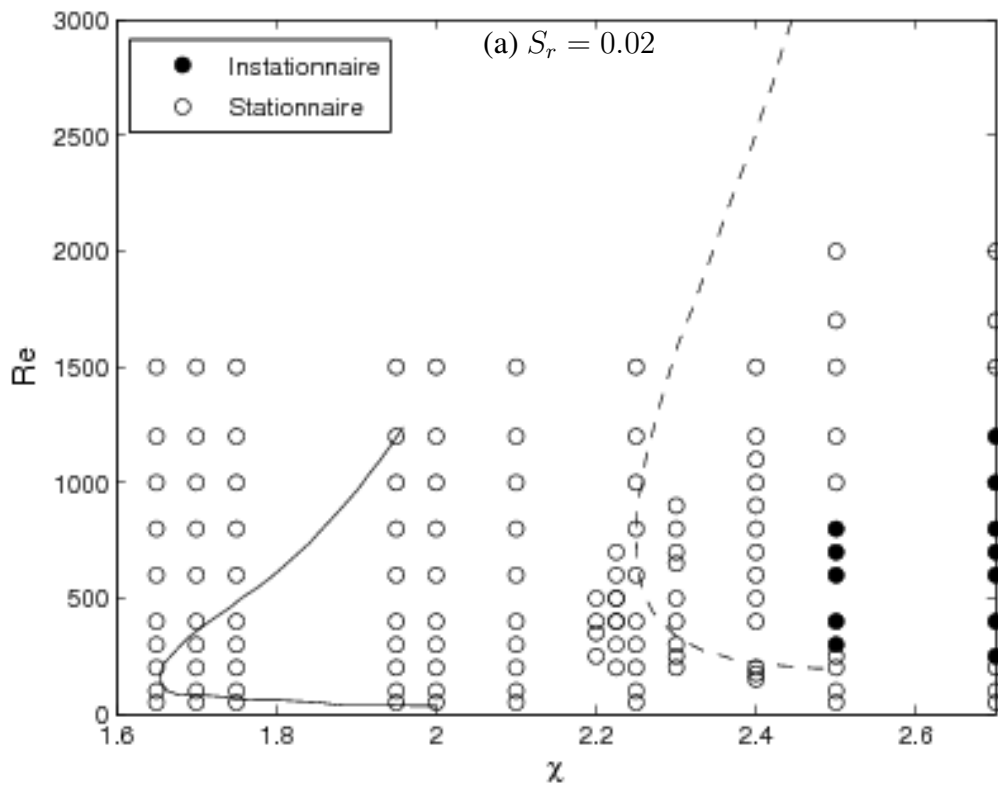 (a) $S_r = 0.02$
Instationnaire
Stationnaire
3000
2500
2000
1500
1000
500
0
Re
1.6
1.8
2
2.2
2.4
2.6
χ